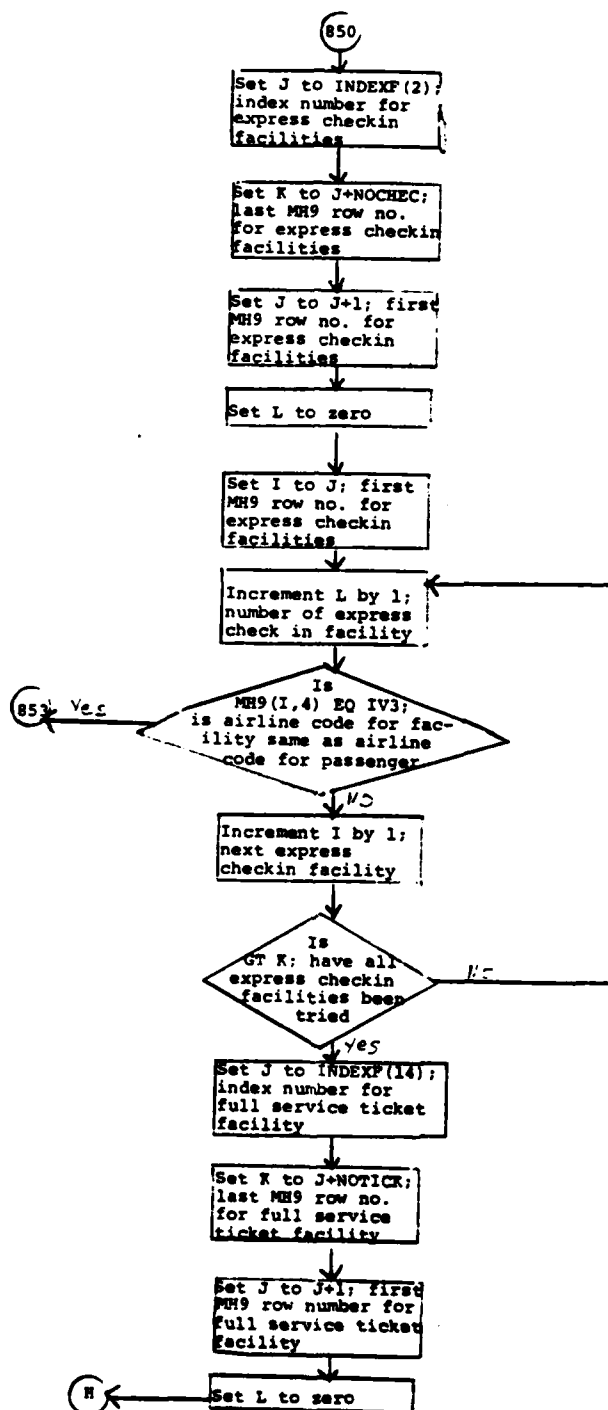 850
Set J to INDEXF(2);
index number for
express checkin
facilities
Set K to J+NOCHEC;
last MH9 row no.
for express checkin
facilities
Set J to J+1; first
MH9 row no. for
express checkin
facilities
Set L to zero
Set I to J; first
MH9 row no. for
express checkin
facilities
Increment L by 1;
number of express
check in facility
Is
MH9(I,4) EQ IV3;
is airline code for fac-
ility same as airline
code for passenger
Yes
853
NO
Increment I by 1;
next express
checkin facility
Is
GT K; have all
express checkin
facilities been
tried
No
yes
Set J to INDEXF(14);
index number for
full service ticket
facility
Set K to J+NOTICK;
last MH9 row no.
for full service
ticket facility
Set J to J+1; first
MH9 row number for
full service ticket
facility
Set L to zero
H